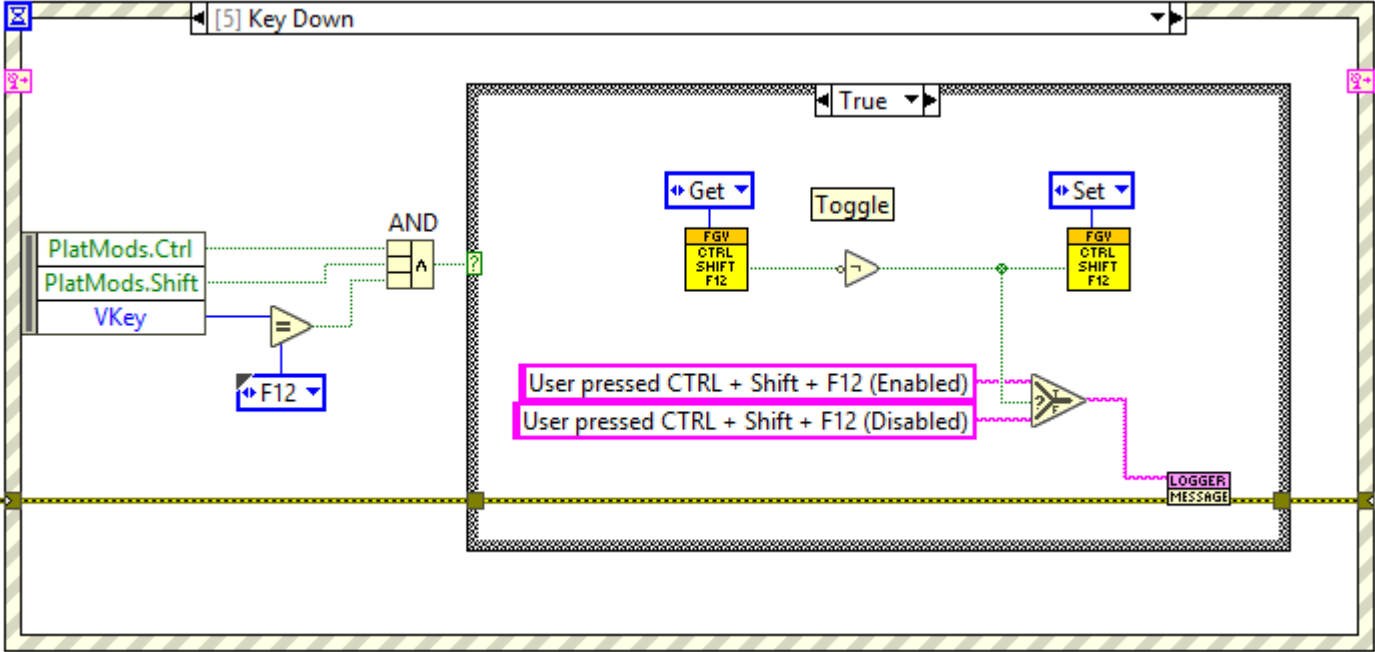 [5] Key Down
True
Get
Set
Toggle
FGV
CTRL
SHIFT
F12
FGV
CTRL
SHIFT
F12
AND
PlatMods.Ctrl
PlatMods.Shift
VKey
=
F12
?
User pressed CTRL + Shift + F12 (Enabled)
User pressed CTRL + Shift + F12 (Disabled)
?
T
F
LOGGER
MESSAGE